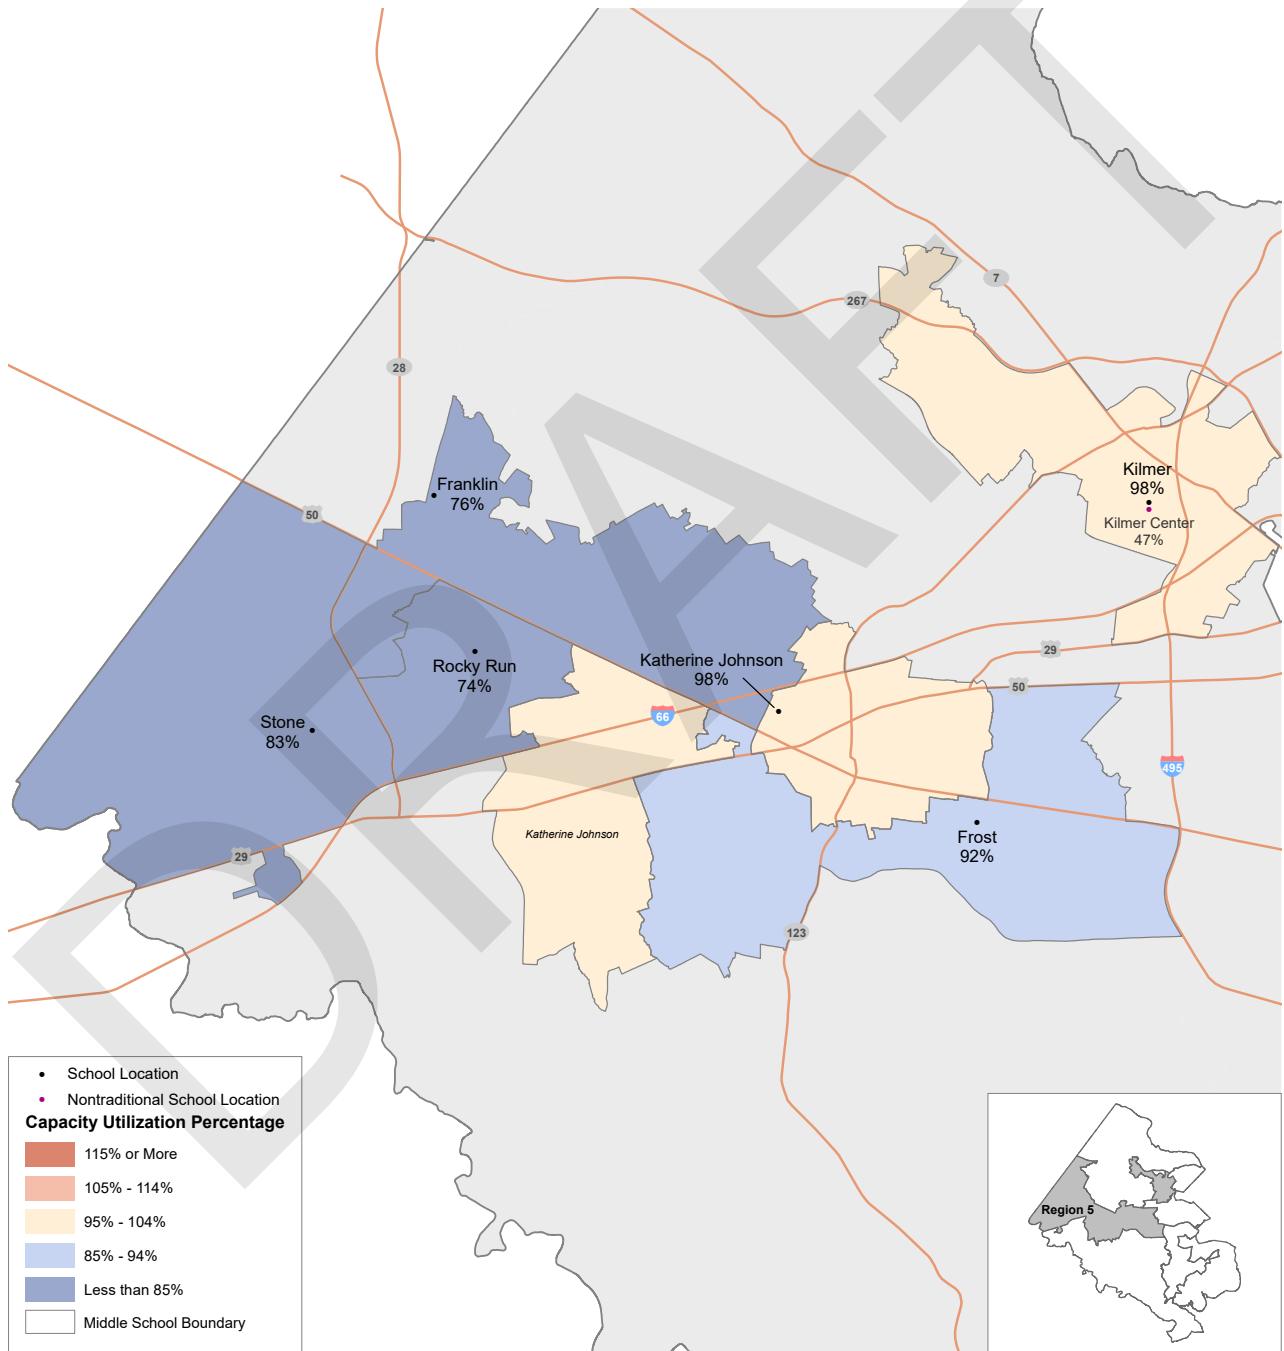 7
267
28
Franklin
76%
Kilmer
98%
Kilmer Center
47%
50
29
Katherine Johnson
98%
Rocky Run
74%
50
66
Stone
83%
495
Katherine Johnson
Frost
92%
29
123
DRAFT
School Location
Nontraditional School Location
Capacity Utilization Percentage
115% or More
105% - 114%
95% - 104%
85% - 94%
Less than 85%
Middle School Boundary
Region 5